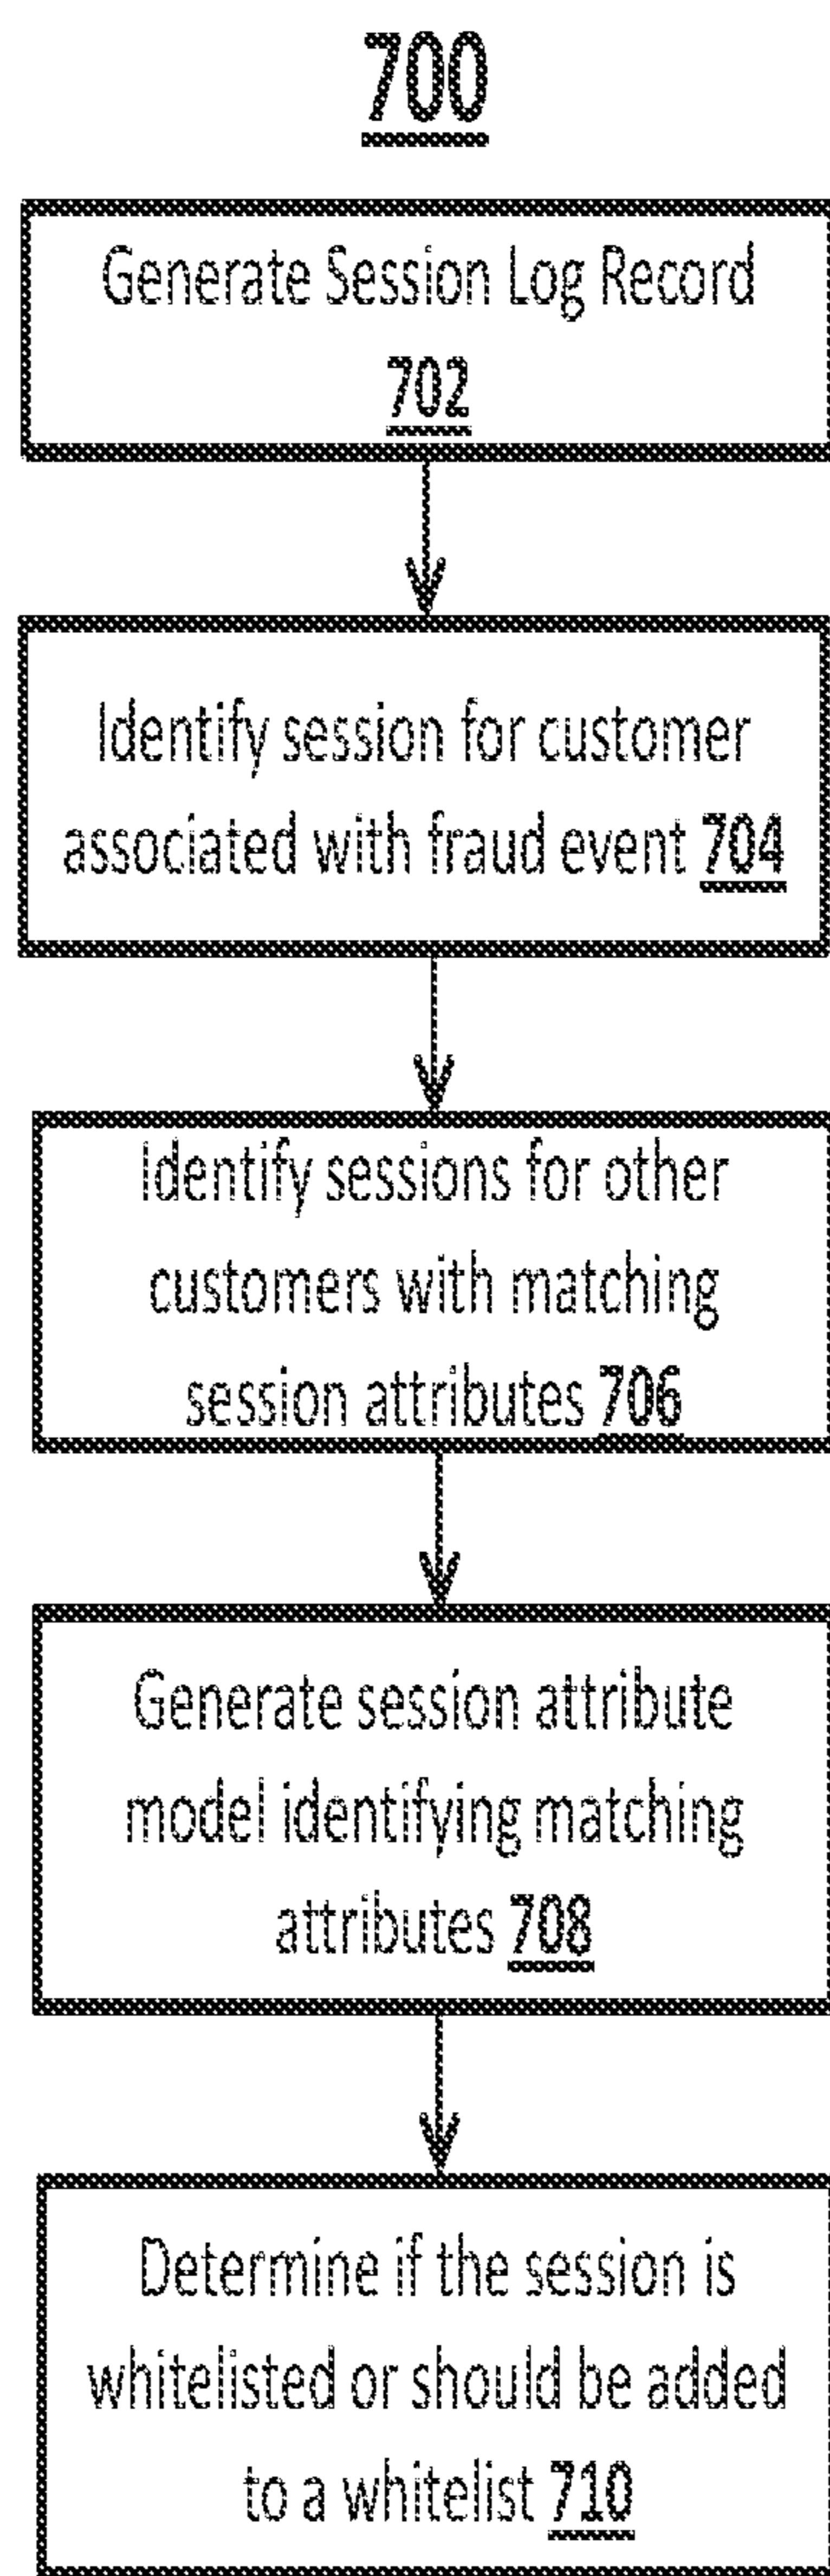 700
Generate Session Log Record
702
Identify session for customer
associated with fraud event 704
Identify sessions for other
customers with matching
session attributes 706
Generate session attribute
model identifying matching
attributes 708
Determine if the session is
whitelisted or should be added
to a whitelist 710